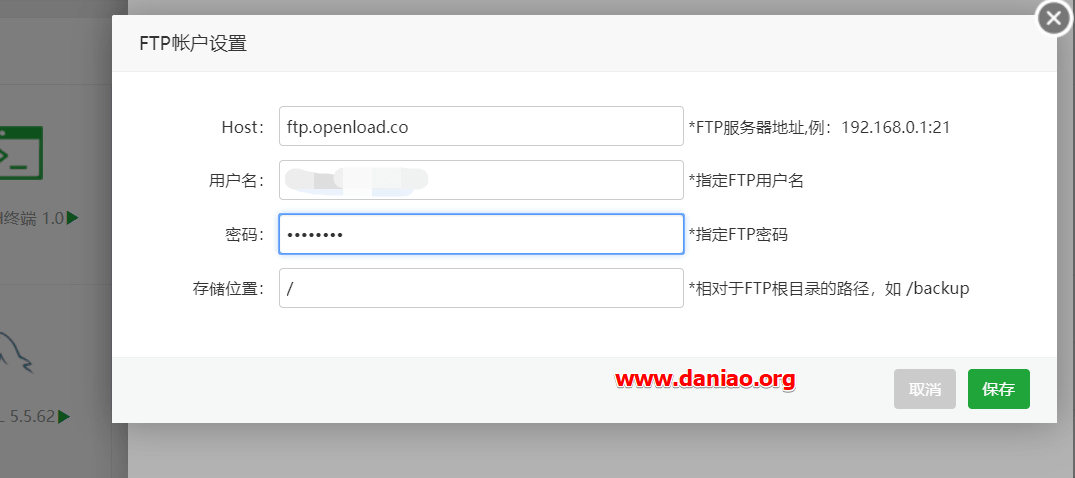 FTP帐户设置
Host： ftp.openload.co *FTP服务器地址,例：192.168.0.1:21
终端 1.0
用户名： *指定FTP用户名
密码： •••••••• *指定FTP密码
存储位置： / *相对于FTP根目录的路径，如 /backup
www.daniao.org
取消 保存
5.5.62